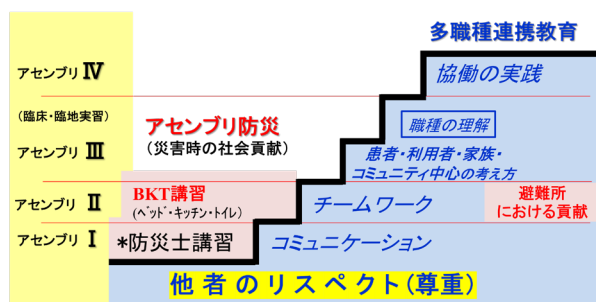 多職種連携教育
アセンブリ Ⅳ
協働の実践
(臨床・臨地実習)
アセンブリ防災
(災害時の社会貢献)
職種の理解
アセンブリ Ⅲ
患者・利用者・家族・
コミュニティ中心の考え方
アセンブリ Ⅱ
BKT講習
(ベッド・キッチン・トイレ)
チームワーク
避難所
における貢献
アセンブリ Ⅰ
*防災士講習
コミュニケーション
他者のリスペクト(尊重)